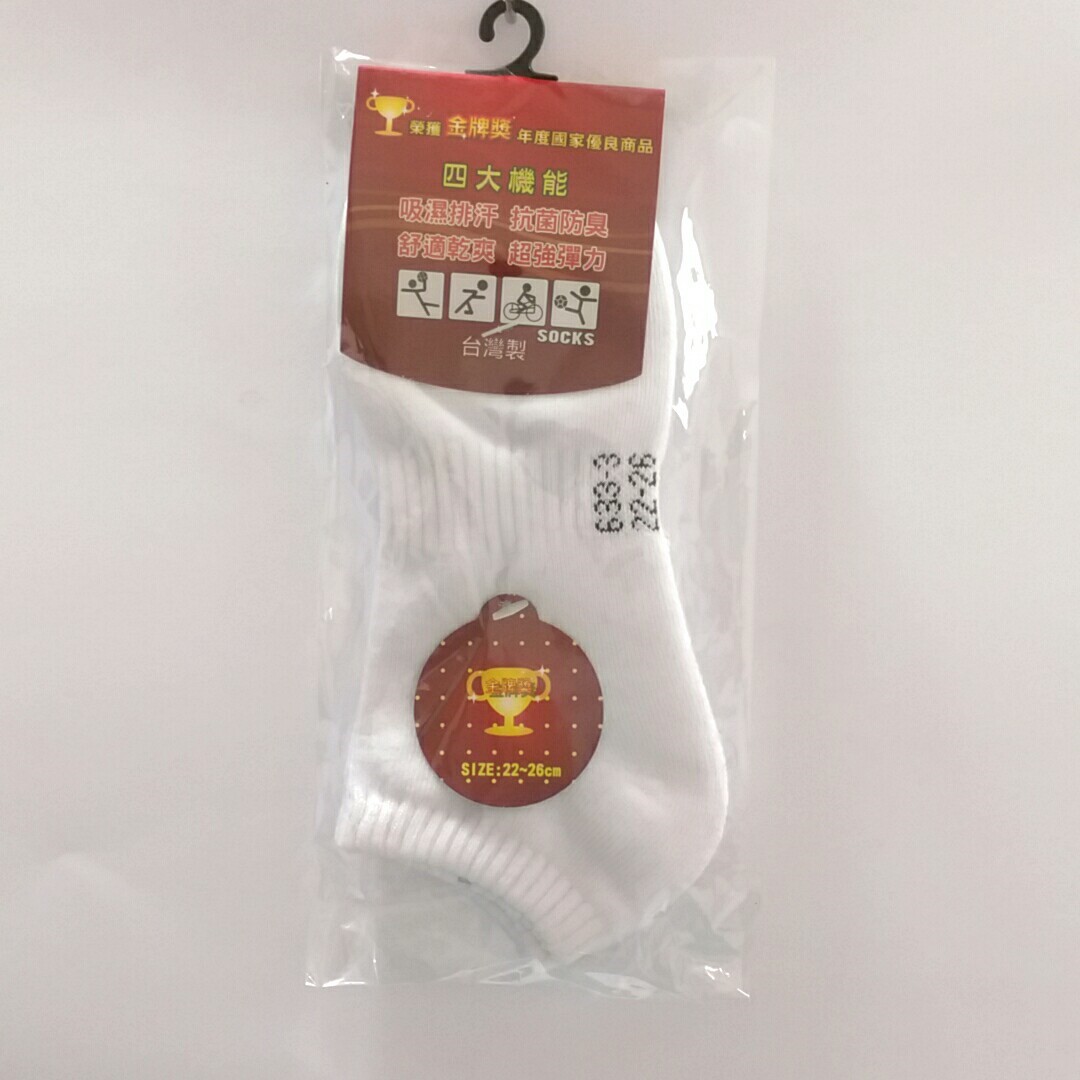 榮獲 金牌獎 年度國家優良商品
四大機能
吸濕排汗 抗菌防臭
舒適乾爽 超強彈力
SOCKS
台灣製
633-3
22-26
金牌獎
SIZE:22~26cm